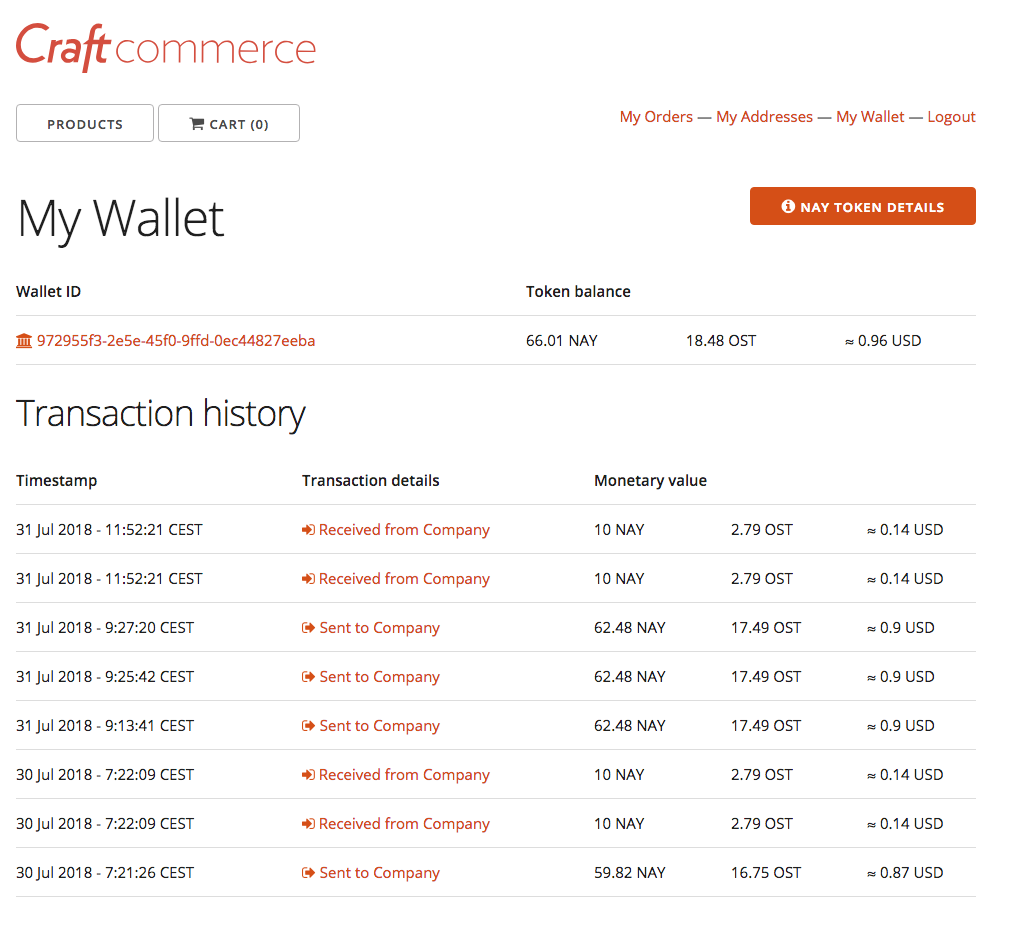 Craft commerce
PRODUCTS CART (0) My Orders — My Addresses — My Wallet — Logout
My Wallet NAY TOKEN DETAILS
Wallet ID Token balance
972955f3-2e5e-45f0-9ffd-0ec44827eeba 66.01 NAY 18.48 OST ≈ 0.96 USD
Transaction history
Timestamp Transaction details Monetary value
31 Jul 2018 - 11:52:21 CEST Received from Company 10 NAY 2.79 OST ≈ 0.14 USD
31 Jul 2018 - 11:52:21 CEST Received from Company 10 NAY 2.79 OST ≈ 0.14 USD
31 Jul 2018 - 9:27:20 CEST Sent to Company 62.48 NAY 17.49 OST ≈ 0.9 USD
31 Jul 2018 - 9:25:42 CEST Sent to Company 62.48 NAY 17.49 OST ≈ 0.9 USD
31 Jul 2018 - 9:13:41 CEST Sent to Company 62.48 NAY 17.49 OST ≈ 0.9 USD
30 Jul 2018 - 7:22:09 CEST Received from Company 10 NAY 2.79 OST ≈ 0.14 USD
30 Jul 2018 - 7:22:09 CEST Received from Company 10 NAY 2.79 OST ≈ 0.14 USD
30 Jul 2018 - 7:21:26 CEST Sent to Company 59.82 NAY 16.75 OST ≈ 0.87 USD